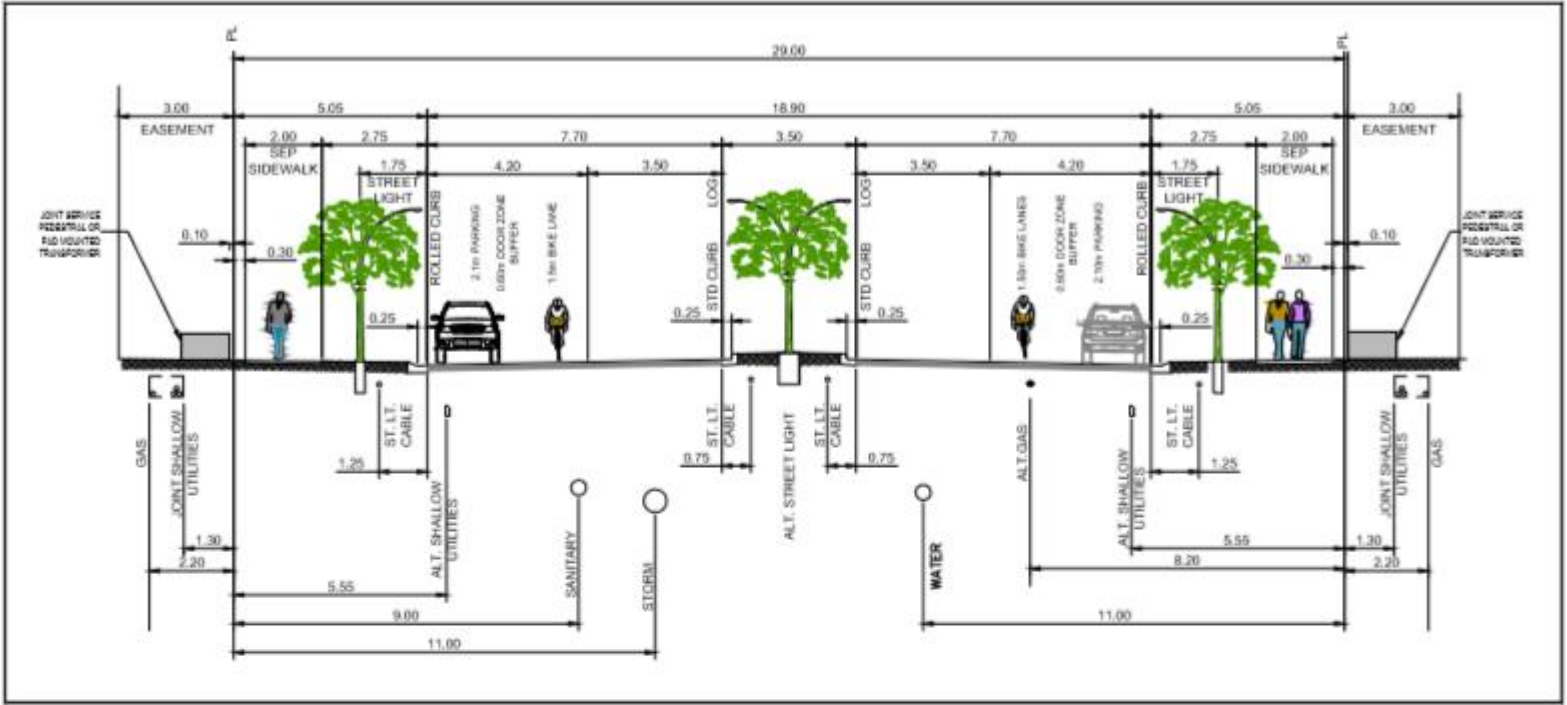 PL
PL
29.00
3.00
5.05
18.90
5.05
3.00
EASEMENT
EASEMENT
2.00
2.75
7.70
3.50
7.70
2.75
2.00
SEP
SIDEWALK
SEP
SIDEWALK
1.75
4.20
3.50
3.50
4.20
1.75
STREET
LIGHT
STREET
LIGHT
ROLLED CURB
2.1m PARKING
0.60m DOOR ZONE
BUFFER
1.5m BIKE LANE
STD CURB
LOG
STD CURB
LOG
1.50m BIKE LANES
0.60m DOOR ZONE
BUFFER
2.10m PARKING
ROLLED CURB
JOINT SERVICE
PEDESTRAL OR
PAD MOUNTED
TRANSFORMER
JOINT SERVICE
PEDESTRAL OR
PAD MOUNTED
TRANSFORMER
0.10
0.30
0.10
0.30
0.25
0.25
0.25
0.25
GAS
JOINT SHALLOW
UTILITIES
ST. LT.
CABLE
1.25
ALT. SHALLOW
UTILITIES
SANITARY
STORM
ST. LT.
CABLE
0.75
ALT. STREET LIGHT
ST. LT.
CABLE
0.75
WATER
ALT.GAS
ALT. SHALLOW
UTILITIES
ST. LT.
CABLE
1.25
JOINT SHALLOW
UTILITIES
GAS
1.30
2.20
5.55
9.00
11.00
5.55
1.30
8.20
2.20
11.00